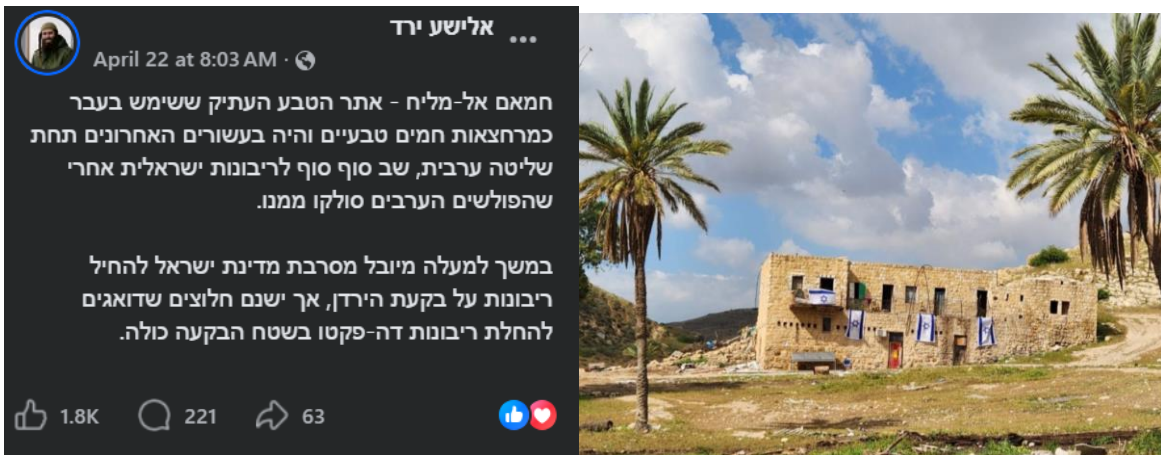 אלישע ירד
April 22 at 8:03 AM ·
חמאם אל-מליח - אתר הטבע העתיק ששימש בעבר
כמרחצאות חמים טבעיים והיה בעשורים האחרונים תחת
שליטה ערבית, שב סוף סוף לריבונות ישראלית אחרי
שהפולשים הערבים סולקו ממנו.
במשך למעלה מיובל מסרבת מדינת ישראל להחיל
ריבונות על בקעת הירדן, אך ישנם חלוצים שדואגים
להחלת ריבונות דה-פקטו בשטח הבקעה כולה.
1.8K 221 63